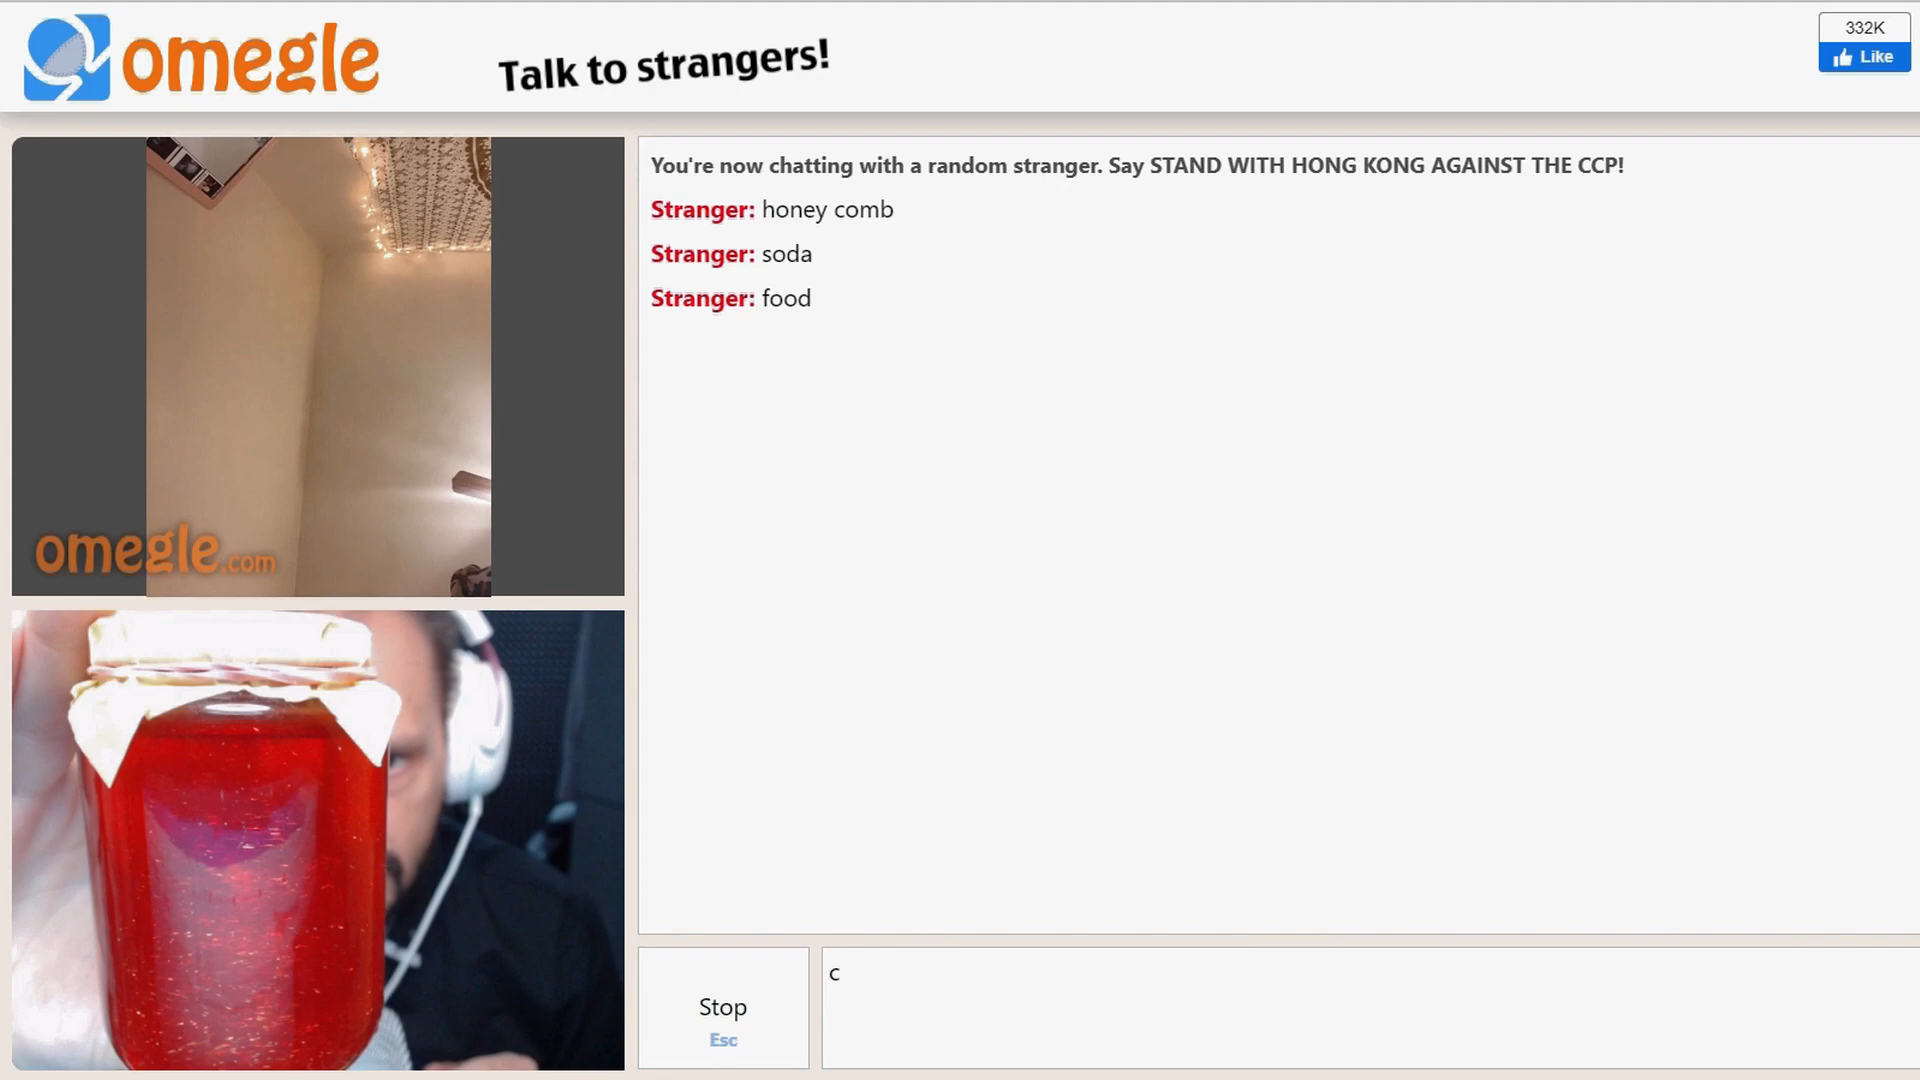 omegle
Talk to strangers!
332K
Like
You're now chatting with a random stranger. Say STAND WITH HONG KONG AGAINST THE CCP!
Stranger: honey comb
Stranger: soda
Stranger: food
omegle.com
Stop
Esc
c